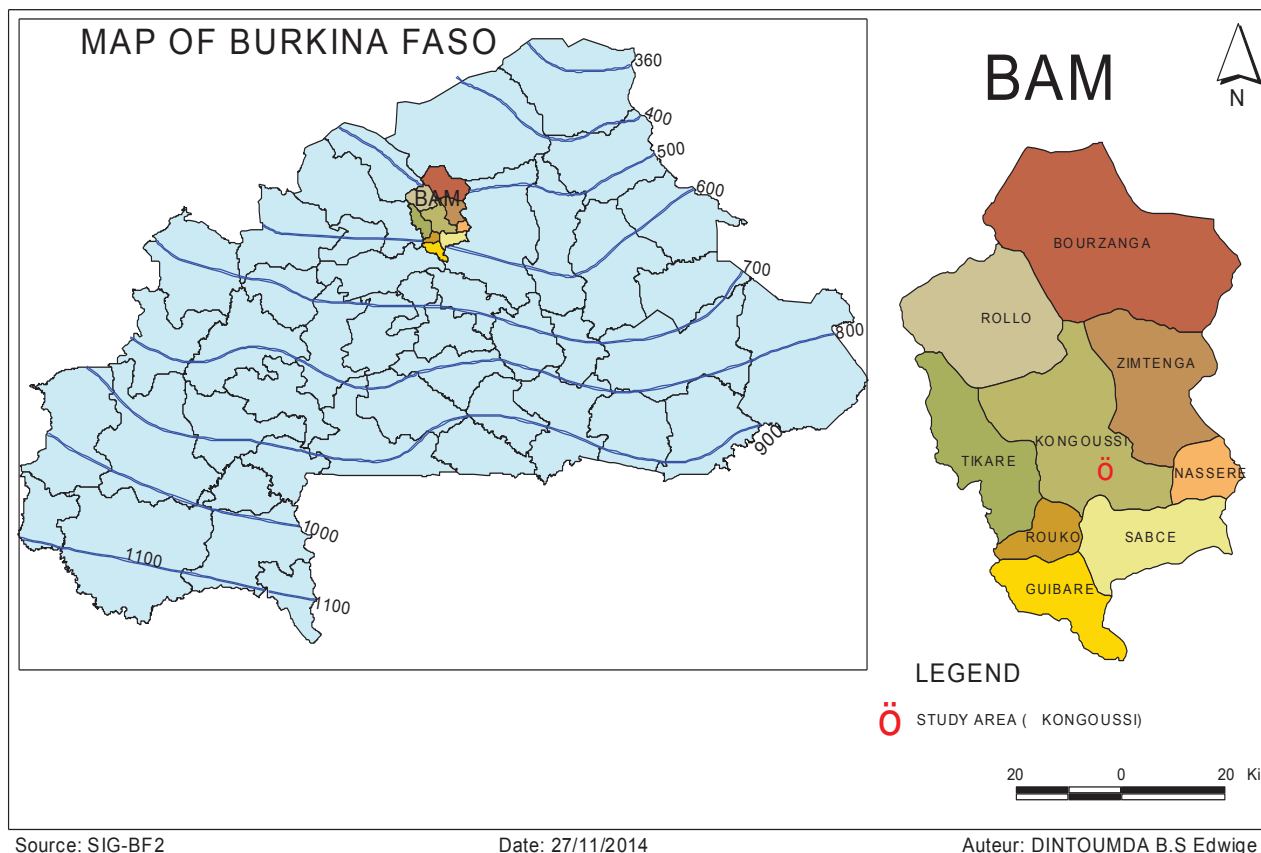 MAP OF BURKINA FASO
360
400
500
600
700
800
900
1000
1100
1100
BAM
BAM
N
BOURZANGA
ROLLO
ZIMTENGA
KONGOUSSI
TIKARE
Ö
NASSERE
ROUKO
SABCE
GUIBARE
LEGEND
Ö STUDY AREA ( KONGOUSSI)
20 0 20 Ki
Source: SIG-BF2
Date: 27/11/2014
Auteur: DINTOUMDA B.S Edwige